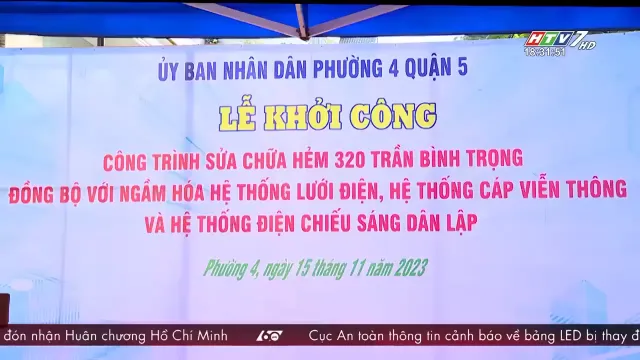 HTV7 HD
18:31:51
ỦY BAN NHÂN DÂN PHƯỜNG 4 QUẬN 5
LỄ KHỞI CÔNG
CÔNG TRÌNH SỬA CHỮA HẺM 320 TRẦN BÌNH TRỌNG
ĐỒNG BỘ VỚI NGẦM HÓA HỆ THỐNG LƯỚI ĐIỆN, HỆ THỐNG CÁP VIỄN THÔNG
VÀ HỆ THỐNG ĐIỆN CHIẾU SÁNG DÂN LẬP
Phường 4, ngày 15 tháng 11 năm 2023
đón nhận Huân chương Hồ Chí Minh 60 Cục An toàn thông tin cảnh báo về bảng LED bị thay đ